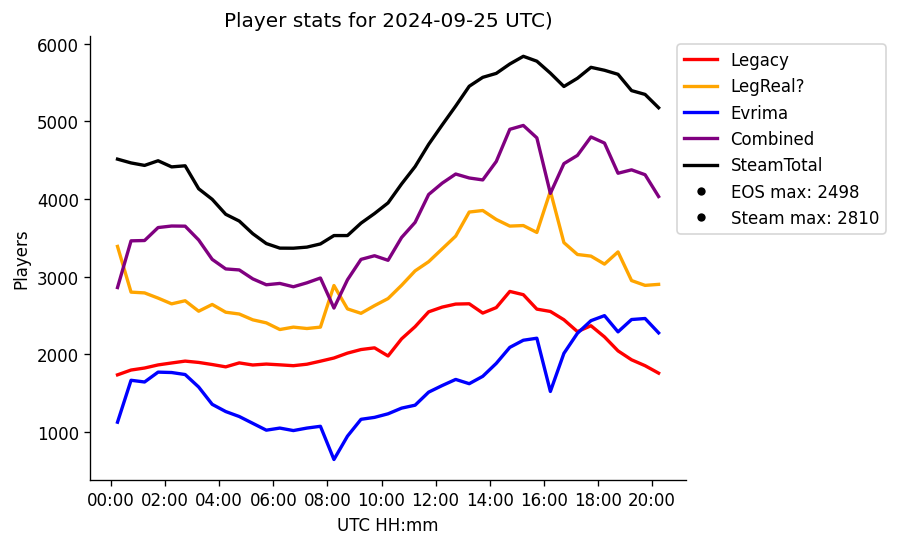 Player stats for 2024-09-25 UTC)
6000
5000
4000
3000
2000
1000
Players
00:00 02:00 04:00 06:00 08:00 10:00 12:00 14:00 16:00 18:00 20:00
UTC HH:mm
Legacy
LegReal?
Evrima
Combined
SteamTotal
EOS max: 2498
Steam max: 2810